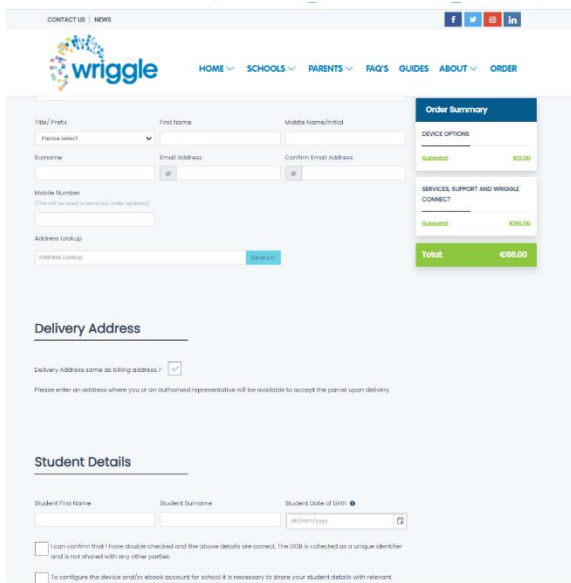 CONTACT US | NEWS
wriggle
HOME SCHOOLS PARENTS FAQ'S GUIDES ABOUT ORDER
Order Summary
DEVICE OPTIONS
Subtotal: €0.00
SERVICES, SUPPORT AND WRIGGLE
CONNECT
Subtotal: €66.00
Total: €66.00
Title/ Prefix First Name Middle Name/Initial
Please select
Surname Email Address Confirm Email Address
@ @
Mobile Number
(This will be used to send you order updates)
Address Lookup
Address Lookup Search
Delivery Address
Delivery Address same as billing address ?
Please enter an address where you or an authorised representative will be available to accept the parcel upon delivery.
Student Details
Student First Name Student Surname Student Date of birth
dd/mm/yyyy
I can confirm that I have double checked and the above details are correct. The DOB is collected as a unique identifier
and is not shared with any other parties.
To configure the device and/or ebook account for school it is necessary to share your student details with relevant